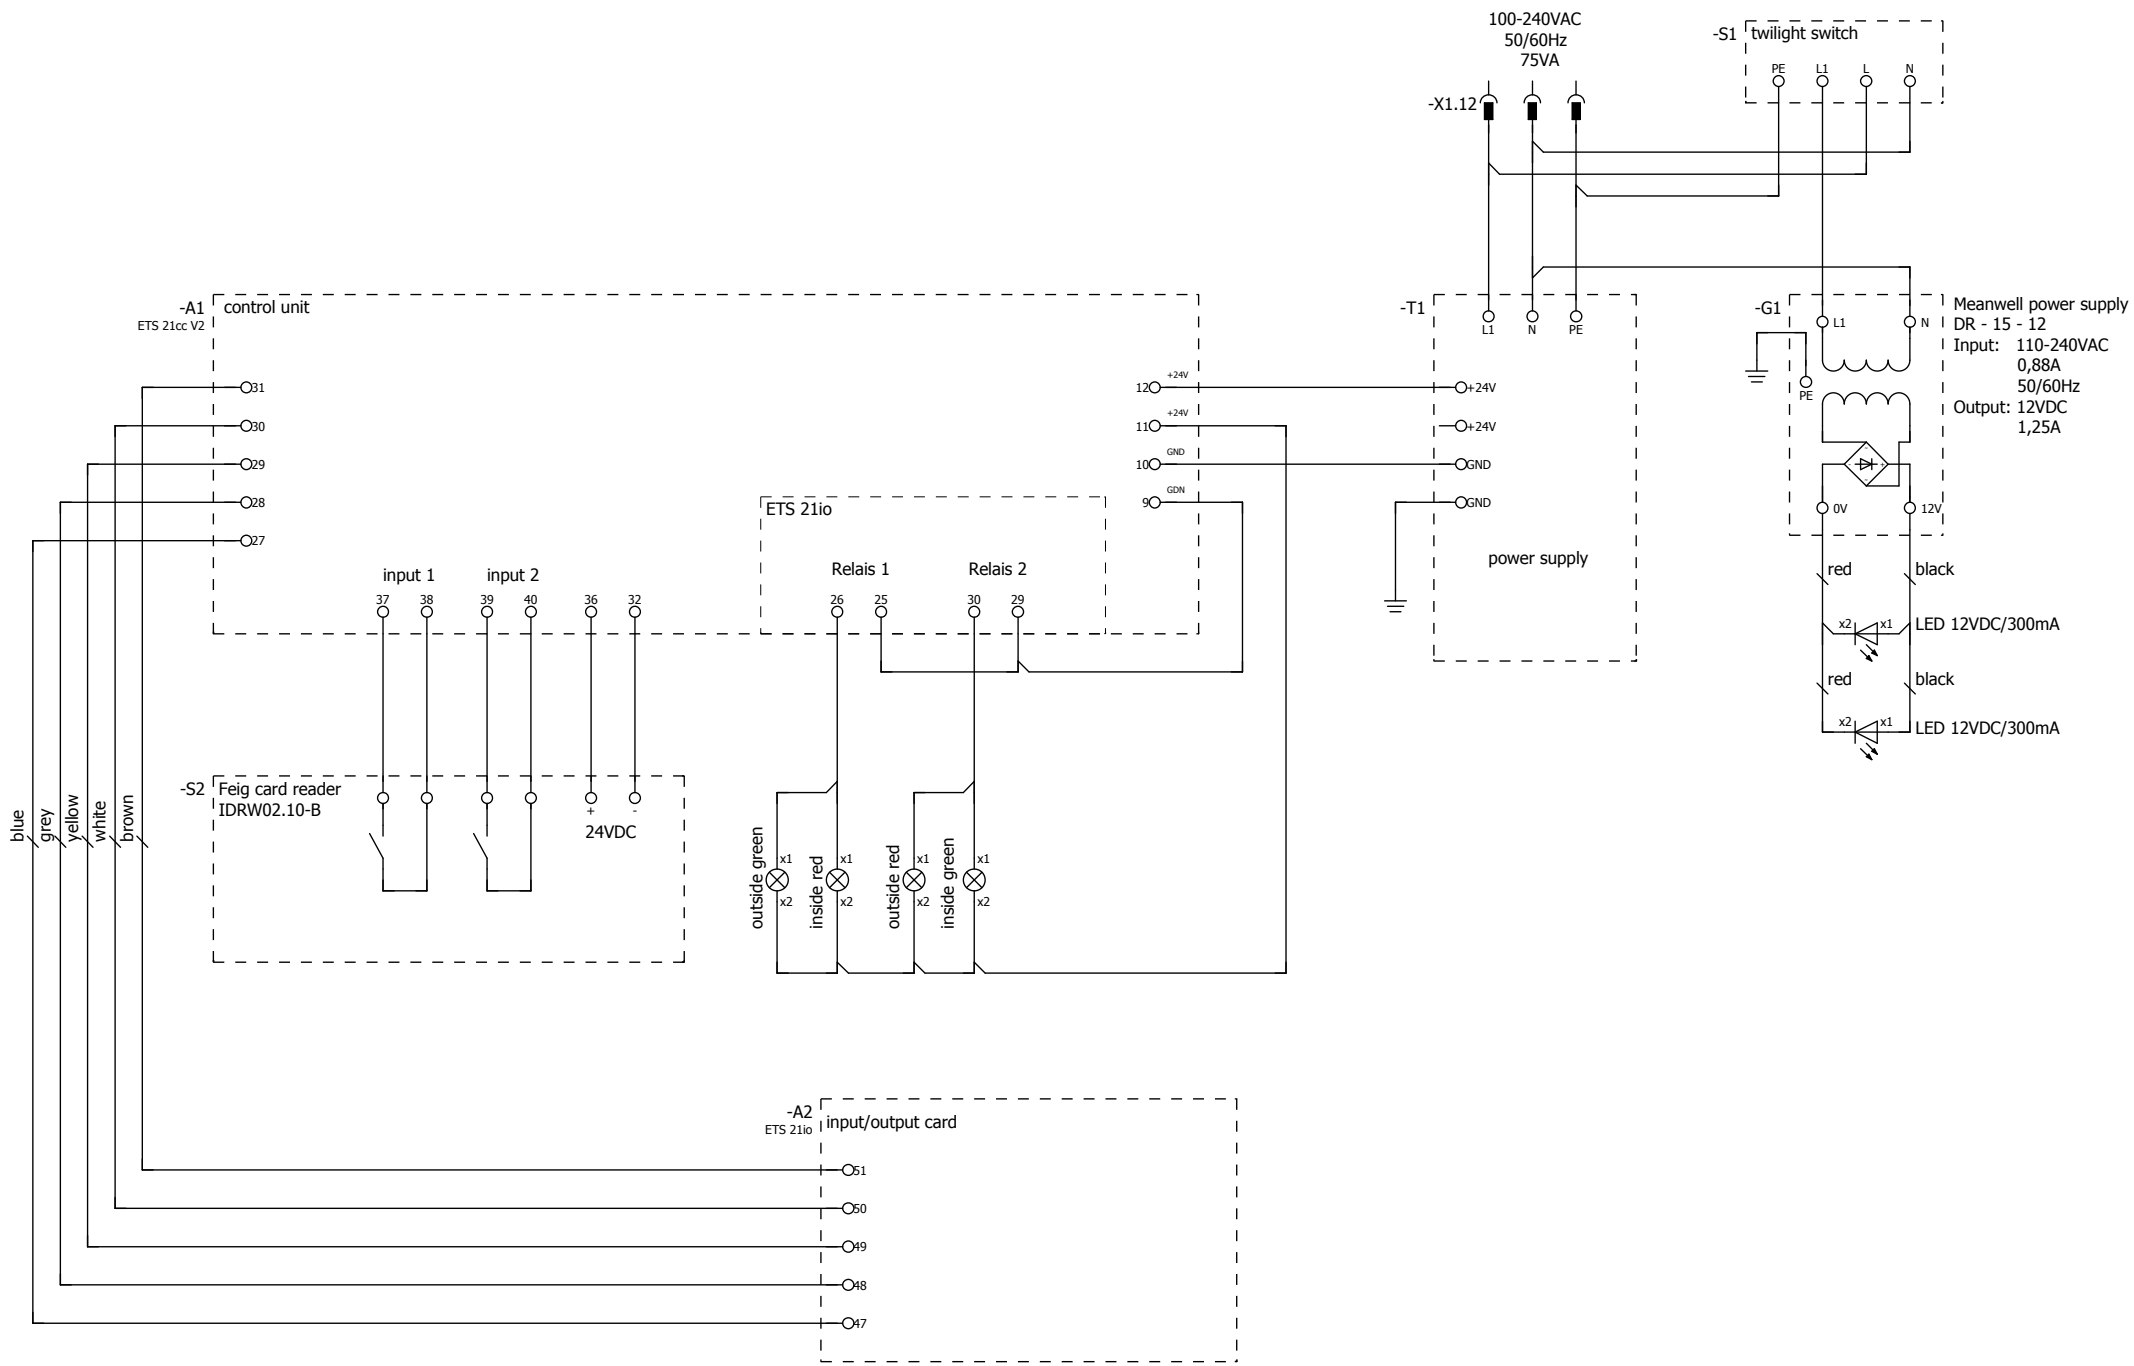 100-240VAC
50/60Hz
75VA
-X1.12
-S1
twilight switch
PE L1 L N
-A1
ETS 21cc V2
control unit
31
30
29
28
27
12 +24V
11 +24V
10 GND
9 GDN
input 1
input 2
37 38 39 40 36 32
ETS 21io
Relais 1
Relais 2
26 25 30 29
-T1
L1 N PE
+24V
+24V
GND
GND
power supply
-G1
L1 N
PE
0V 12V
Meanwell power supply
DR - 15 - 12
Input: 110-240VAC
0,88A
50/60Hz
Output: 12VDC
1,25A
red black
x2 x1 LED 12VDC/300mA
red black
x2 x1 LED 12VDC/300mA
-S2
Feig card reader
IDRW02.10-B
+ -
24VDC
blue
grey
yellow
white
brown
outside green
x1
x2
inside red
x1
x2
outside red
x1
x2
inside green
x1
x2
-A2
ETS 21io
input/output card
51
50
49
48
47